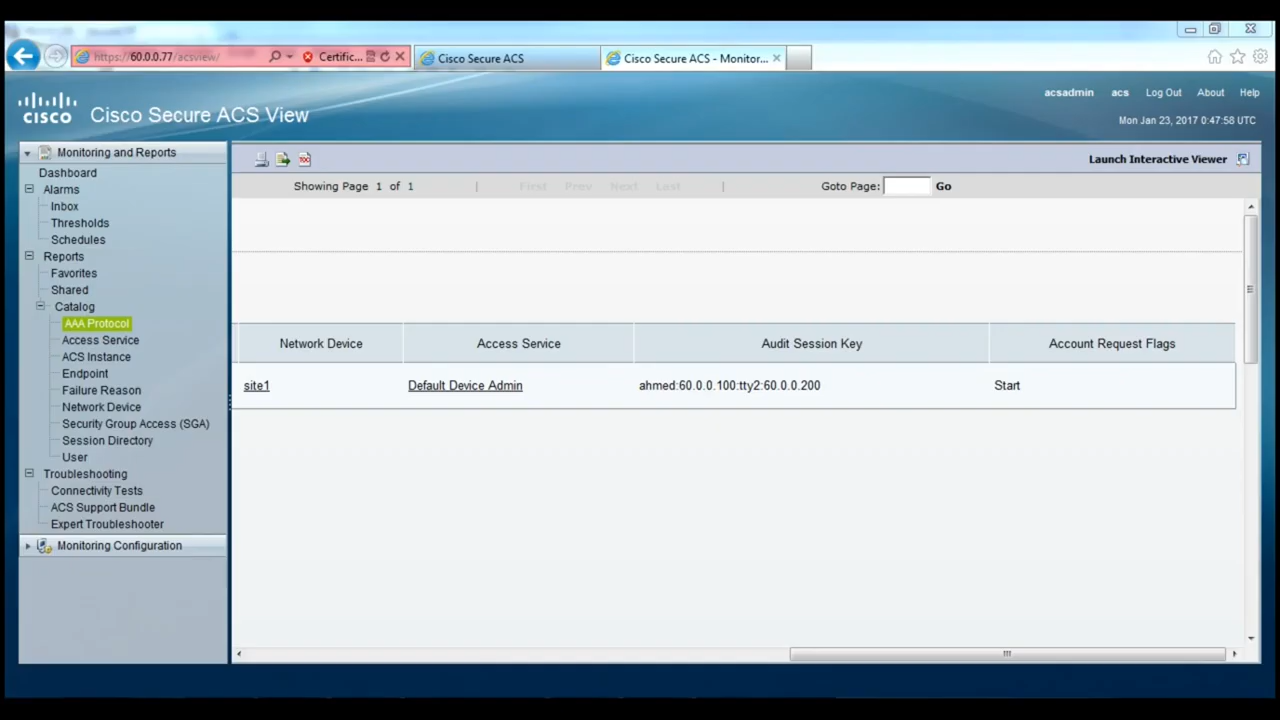 https://60.0.0.77/acsview/ Certific... Cisco Secure ACS Cisco Secure ACS - Monitor...
acsadmin acs Log Out About Help
cisco Cisco Secure ACS View
Mon Jan 23, 2017 0:47:58 UTC
Monitoring and Reports
Launch Interactive Viewer
Dashboard
Showing Page 1 of 1 | First Prev Next Last | Goto Page: Go
Alarms
Inbox
Thresholds
Schedules
Reports
Favorites
Shared
Catalog
AAA Protocol
Access Service
ACS Instance
Endpoint
Failure Reason
Network Device
Security Group Access (SGA)
Session Directory
User
Troubleshooting
Connectivity Tests
ACS Support Bundle
Expert Troubleshooter
Monitoring Configuration
Network Device Access Service Audit Session Key Account Request Flags
site1 Default Device Admin ahmed:60.0.0.100:tty2:60.0.0.200 Start